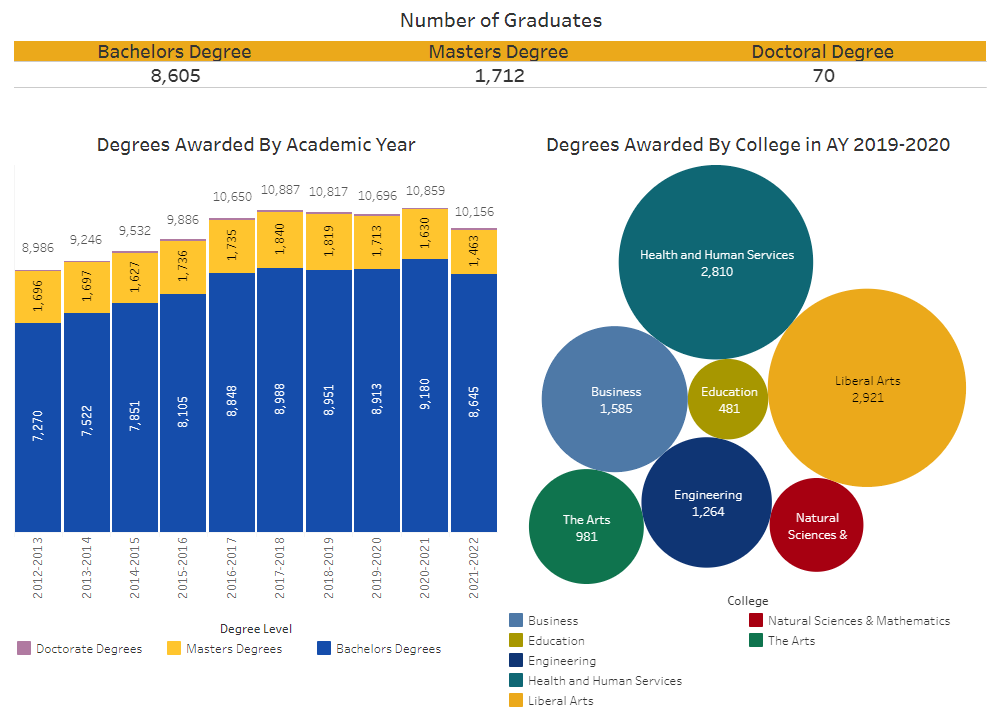 Number of Graduates
Bachelors Degree Masters Degree Doctoral Degree
8,605 1,712 70
Degrees Awarded By Academic Year
8,986 9,246 9,532 9,886 10,650 10,887 10,817 10,696 10,859 10,156
1,696 1,697 1,627 1,736 1,735 1,840 1,819 1,713 1,630 1,463
7,270 7,522 7,851 8,105 8,848 8,988 8,951 8,913 9,180 8,645
2012-2013 2013-2014 2014-2015 2015-2016 2016-2017 2017-2018 2018-2019 2019-2020 2020-2021 2021-2022
Degree Level
Doctorate Degrees Masters Degrees Bachelors Degrees
Degrees Awarded By College in AY 2019-2020
Health and Human Services
2,810
Liberal Arts
2,921
Business
1,585
Education
481
Engineering
1,264
The Arts
981
Natural
Sciences &
College
Business
Education
Engineering
Health and Human Services
Liberal Arts
Natural Sciences & Mathematics
The Arts